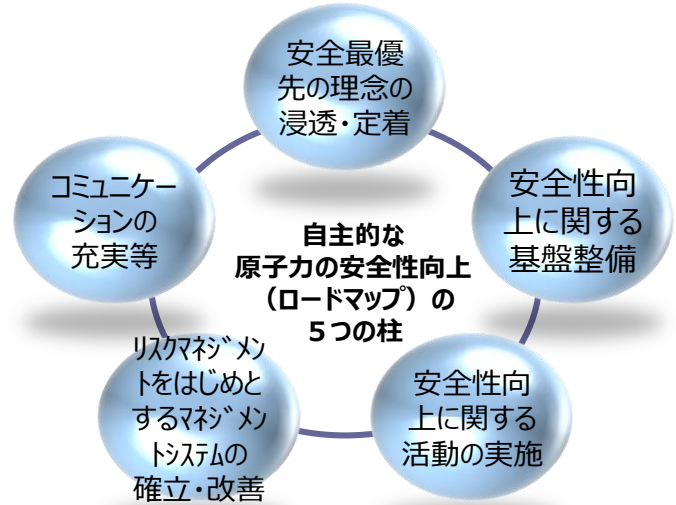 安全最優
先の理念の
浸透・定着
コミュニケー
ションの
充実等
安全性向
上に関する
基盤整備
自主的な
原子力の安全性向上
（ロードマップ）の
５つの柱
ﾘｽｸﾏﾈｼﾞﾒﾝ
ﾄをはじめと
するﾏﾈｼﾞﾒﾝ
ﾄｼｽﾃﾑの
確立・改善
安全性向
上に関する
活動の実施